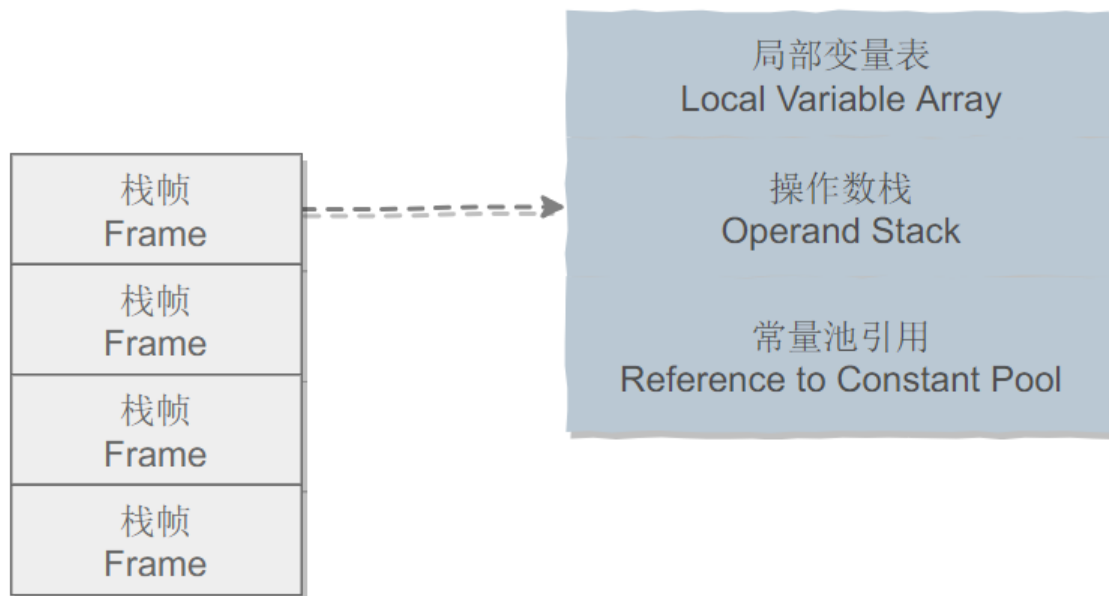 栈帧
Frame
栈帧
Frame
栈帧
Frame
栈帧
Frame
局部变量表
Local Variable Array
操作数栈
Operand Stack
常量池引用
Reference to Constant Pool